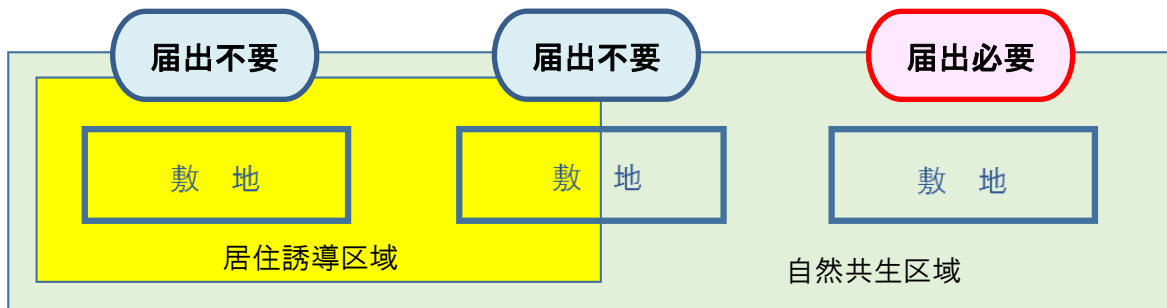 届出不要
届出不要
届出必要
敷　地
敷　地
敷　地
居住誘導区域
自然共生区域